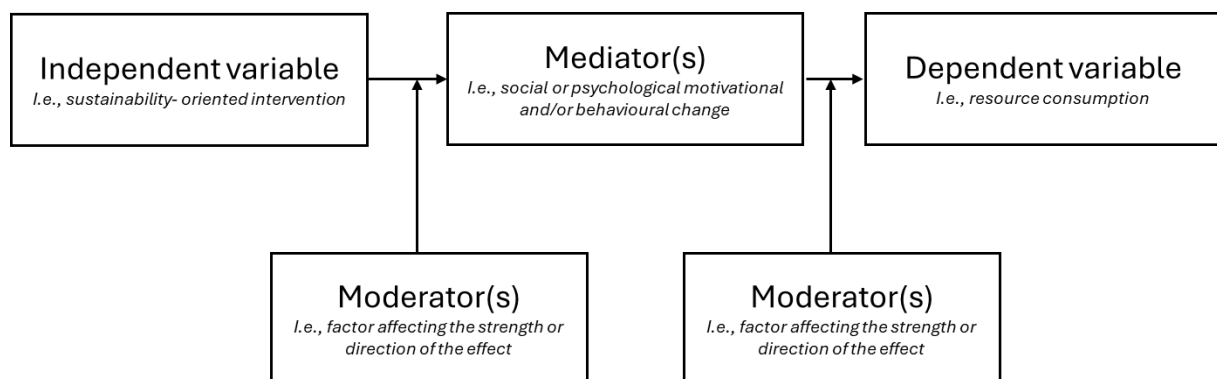 Independent variable
I.e., sustainability- oriented intervention
Mediator(s)
I.e., social or psychological motivational
and/or behavioural change
Dependent variable
I.e., resource consumption
Moderator(s)
I.e., factor affecting the strength or
direction of the effect
Moderator(s)
I.e., factor affecting the strength or
direction of the effect